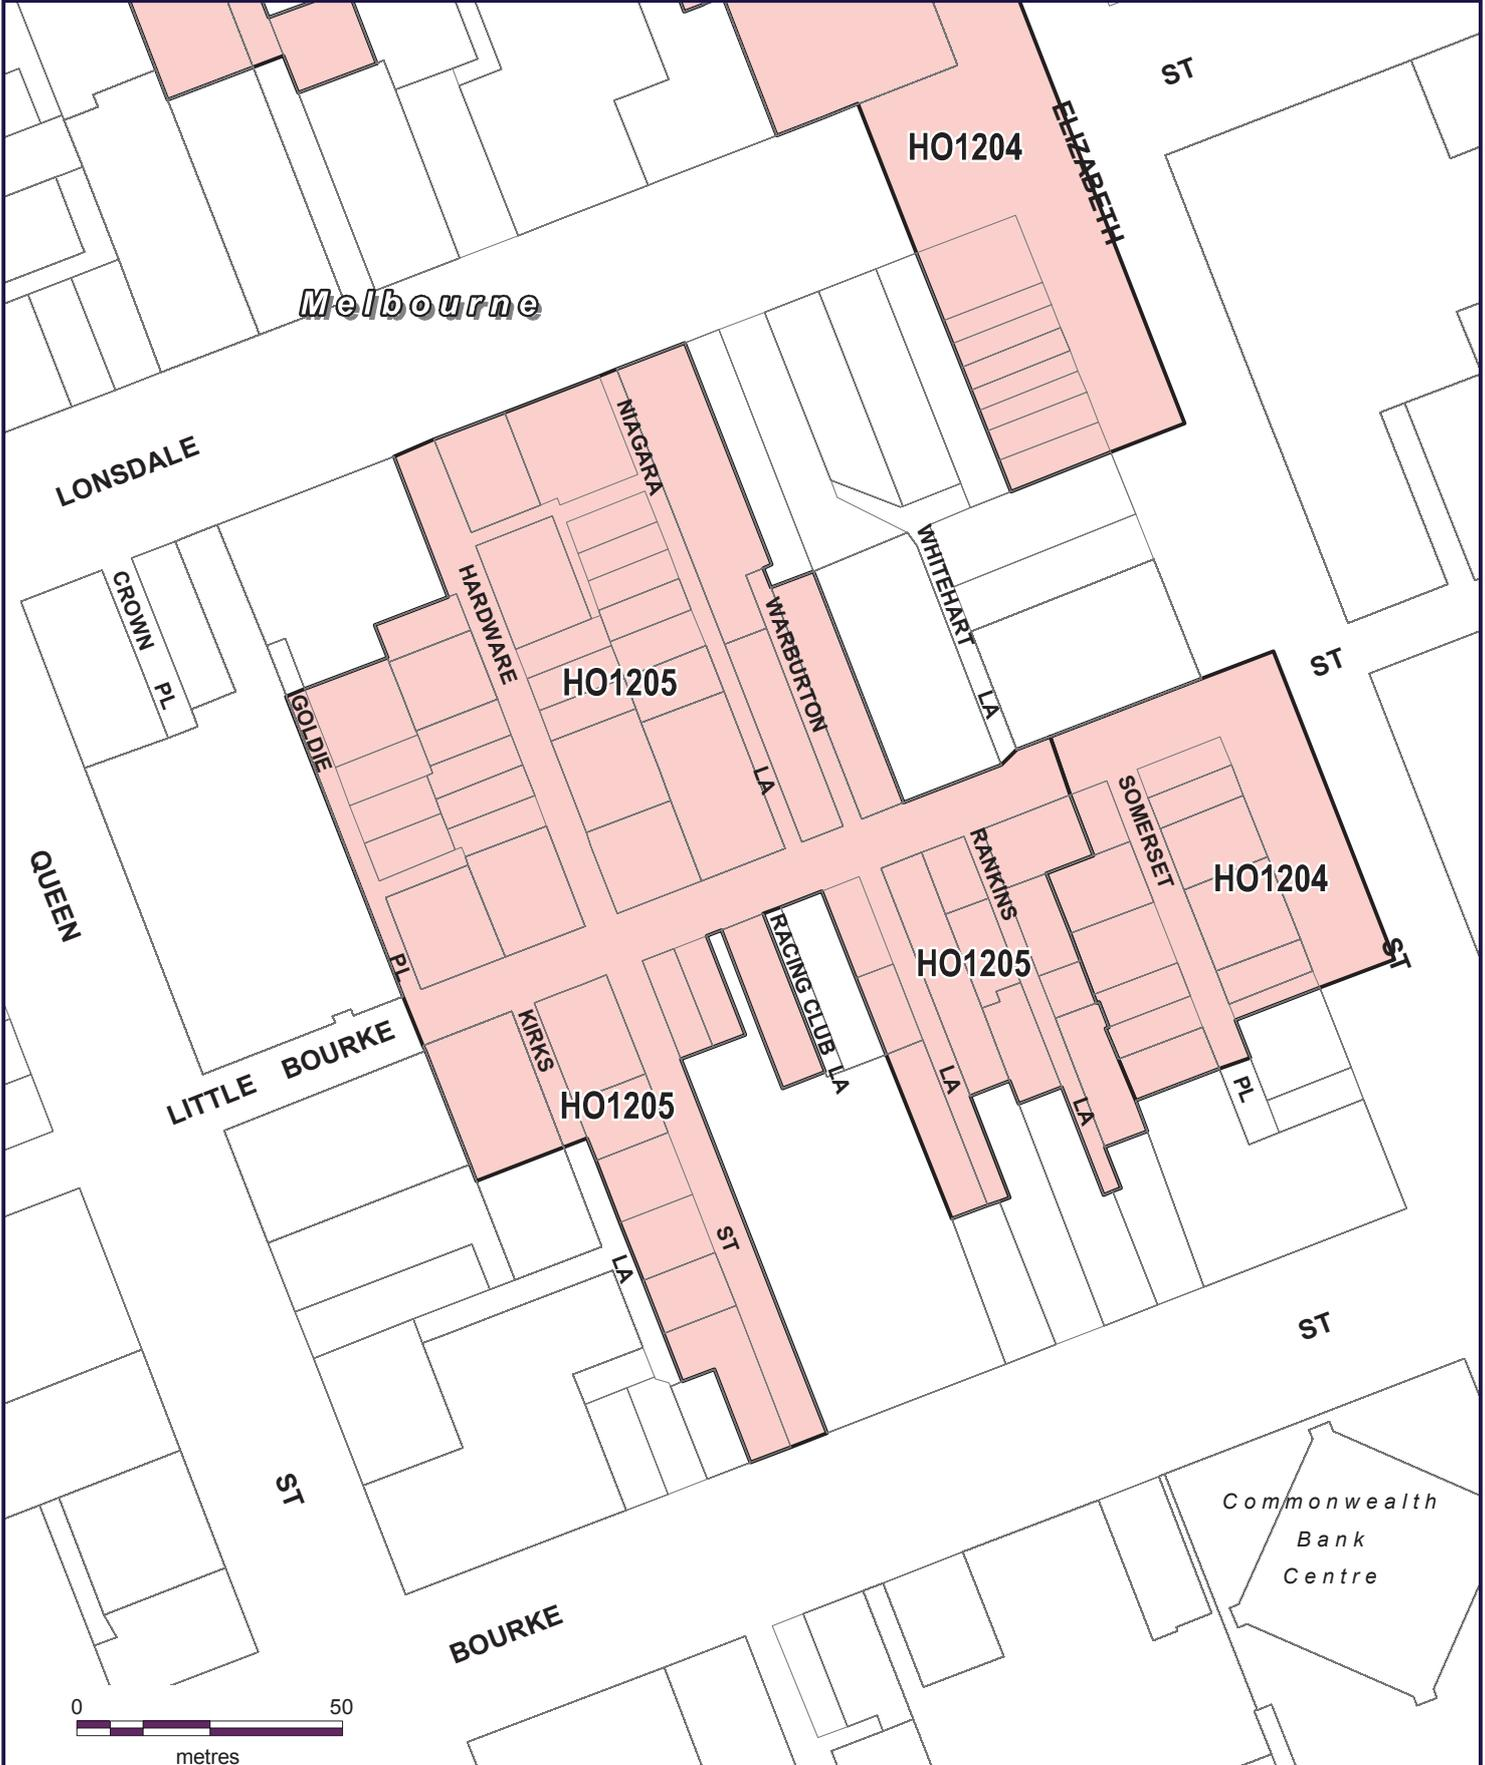 ST
ELIZABETH
HO1204
Melbourne
LONSDALE
NIAGARA
LA
WHITEHART
LA
CROWN
PL
HARDWARE
WARBURTON
HO1205
GOLDIE
PL
ST
SOMERSET
PL
RANKINS
LA
HO1204
QUEEN
ST
HO1205
RACING CLUB LA
LA
ST
KIRKS
LA
LITTLE BOURKE
HO1205
ST
ST
Commonwealth
Bank
Centre
BOURKE
0 50
metres